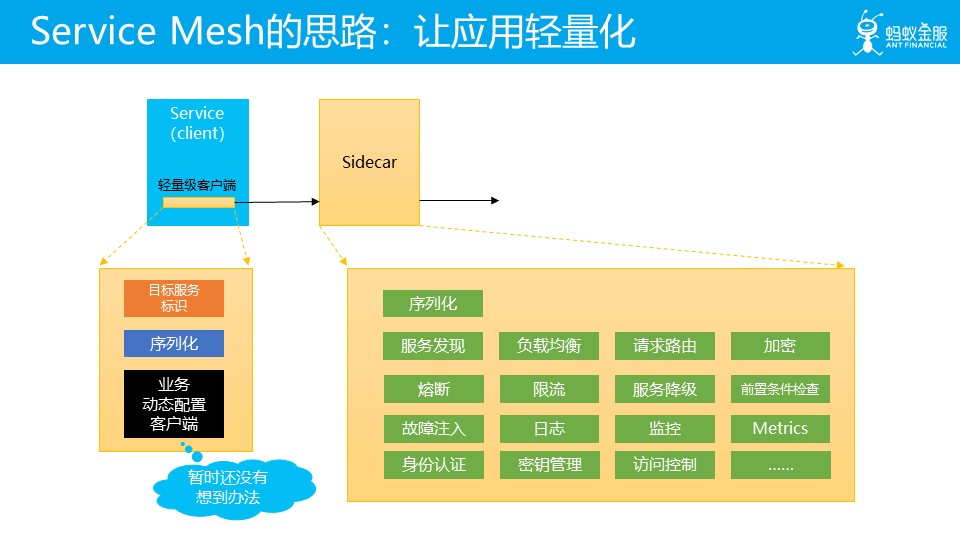 Service Mesh的思路：让应用轻量化
蚂蚁金服
ANT FINANCIAL
Service
(client)
轻量级客户端
Sidecar
目标服务
标识
序列化
业务
动态配置
客户端
暂时还没有
想到办法
序列化
服务发现
负载均衡
请求路由
加密
熔断
限流
服务降级
前置条件检查
故障注入
日志
监控
Metrics
身份认证
密钥管理
访问控制
……